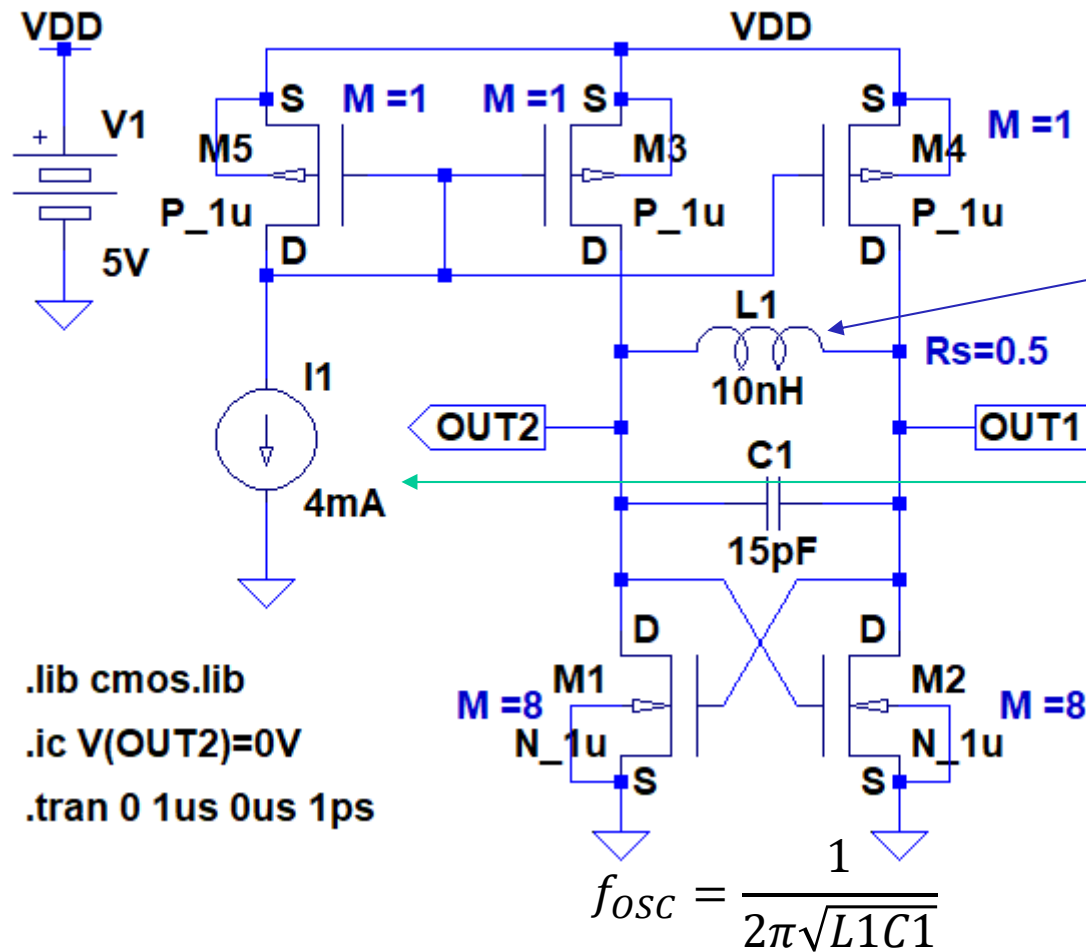 VDD VDD
S M =1 M =1 S S
V1 M =1
+
M5 M3 M4
P_1u P_1u P_1u
D D D
5V
L1
Rs=0.5
I1 10nH
OUT2 OUT1
C1
4mA
15pF
D D
.lib cmos.lib M =8 M1 M2 M =8
.ic V(OUT2)=0V N_1u N_1u
S S
.tran 0 1us 0us 1ps
f_OSC = 1 / (2π√(L1C1))